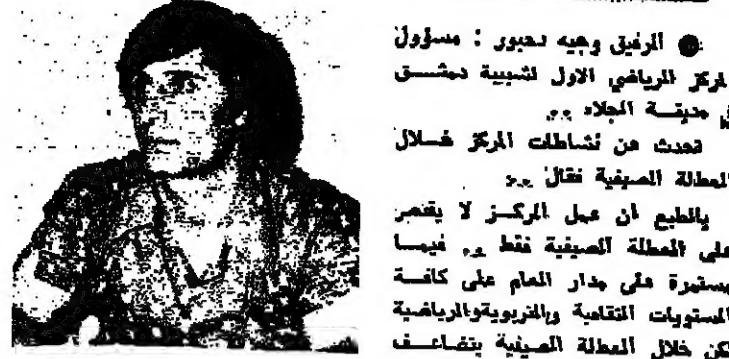 ● الرفيق وجيه دحبور : مسؤول
المركز الرياضي الاول لشبيبة دمشق
في مدينة الجلاء ..
تحدث عن نشاطات المركز خلال
العطلة الصيفية فقال ..
بالطبع ان عمل المركز لا يقتصر
على العطلة الصيفية فقط .. فيما
مستمرة على مدار العام على كافة
المستويات الثقافية والتربوية والرياضية
لكن خلال العطلة الصيفية يتضاعف